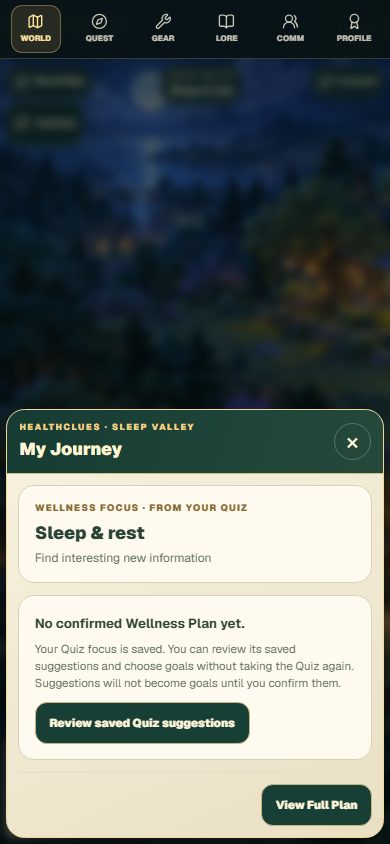 WORLD
QUEST
GEAR
LORE
COMM
PROFILE
HEALTHCLUES · SLEEP VALLEY
My Journey
WELLNESS FOCUS · FROM YOUR QUIZ
Sleep & rest
Find interesting new information
No confirmed Wellness Plan yet.
Your Quiz focus is saved. You can review its saved
suggestions and choose goals without taking the Quiz again.
Suggestions will not become goals until you confirm them.
Review saved Quiz suggestions
View Full Plan